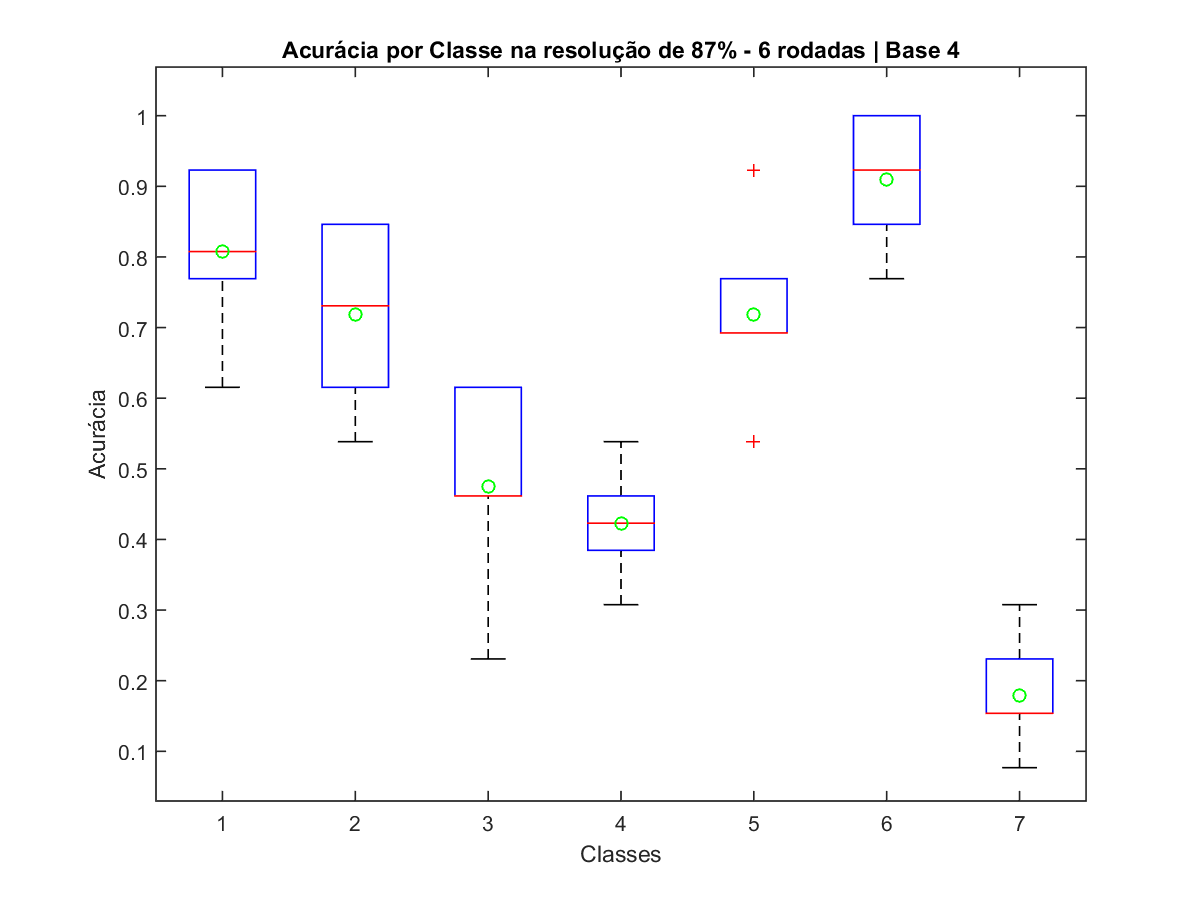 Acurácia por Classe na resolução de 87% - 6 rodadas | Base 4
1
0.9
0.8
0.7
0.6
0.5
0.4
0.3
0.2
0.1
Acurácia
1 2 3 4 5 6 7
Classes